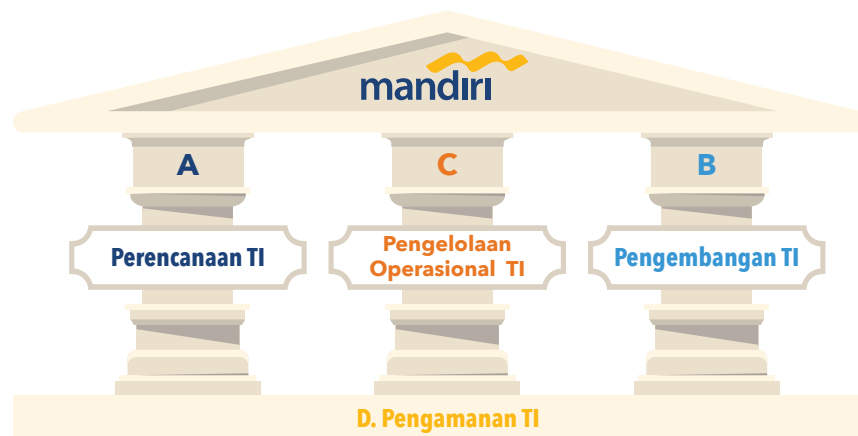 mandiri
A
C
B
Perencanaan TI
Pengelolaan
Operasional TI
Pengembangan TI
D. Pengamanan TI